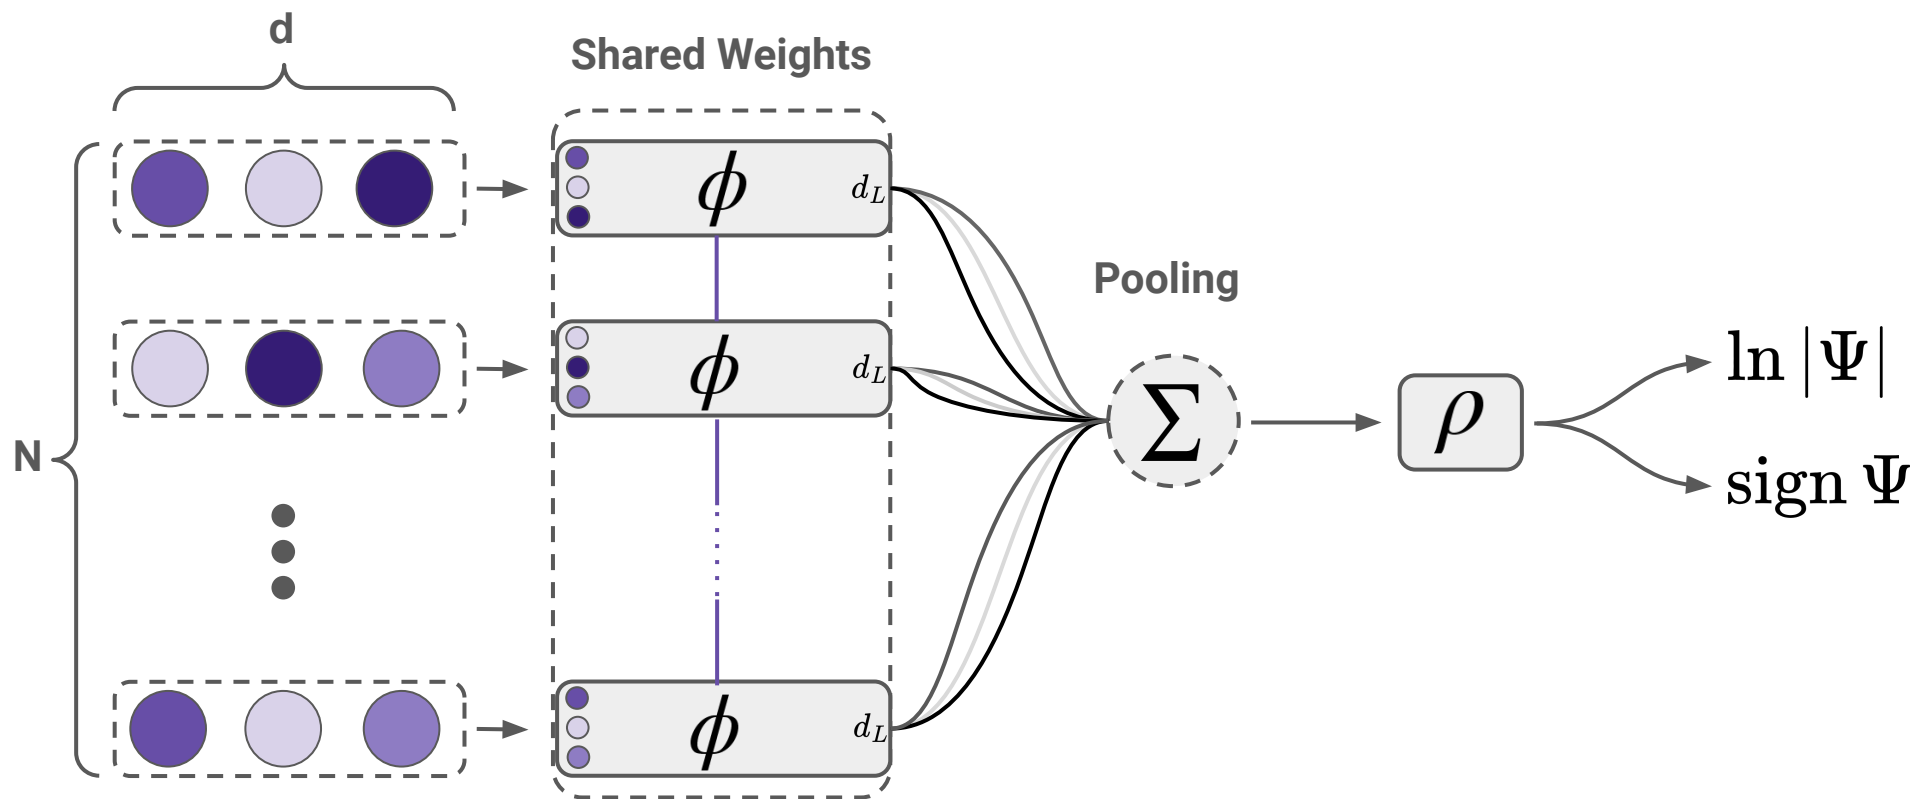 d
Shared Weights
N
ϕ
d_L
ϕ
d_L
ϕ
d_L
Pooling
Σ
ρ
ln |Ψ|
sign Ψ